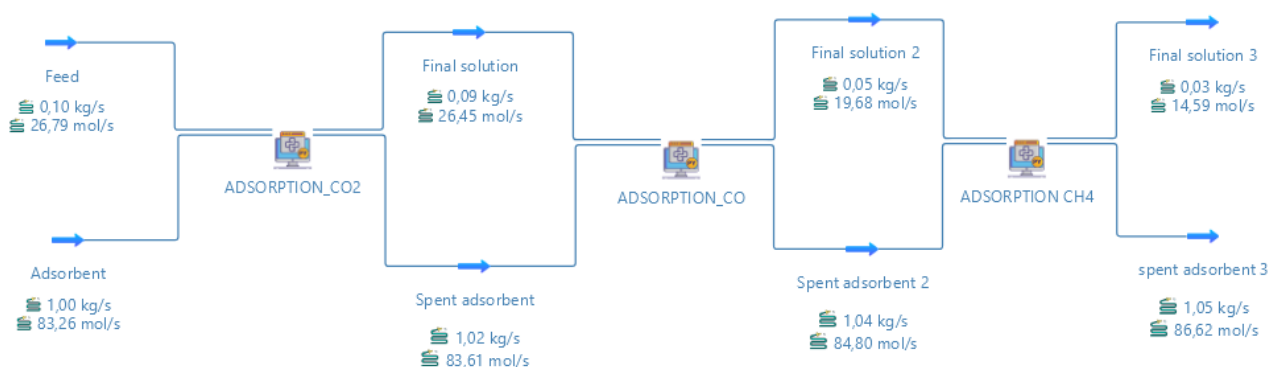 Feed
0,10 kg/s
26,79 mol/s
Adsorbent
1,00 kg/s
83,26 mol/s
ADSORPTION_CO2
Final solution
0,09 kg/s
26,45 mol/s
Spent adsorbent
1,02 kg/s
83,61 mol/s
ADSORPTION_CO
Final solution 2
0,05 kg/s
19,68 mol/s
Spent adsorbent 2
1,04 kg/s
84,80 mol/s
ADSORPTION CH4
Final solution 3
0,03 kg/s
14,59 mol/s
spent adsorbent 3
1,05 kg/s
86,62 mol/s